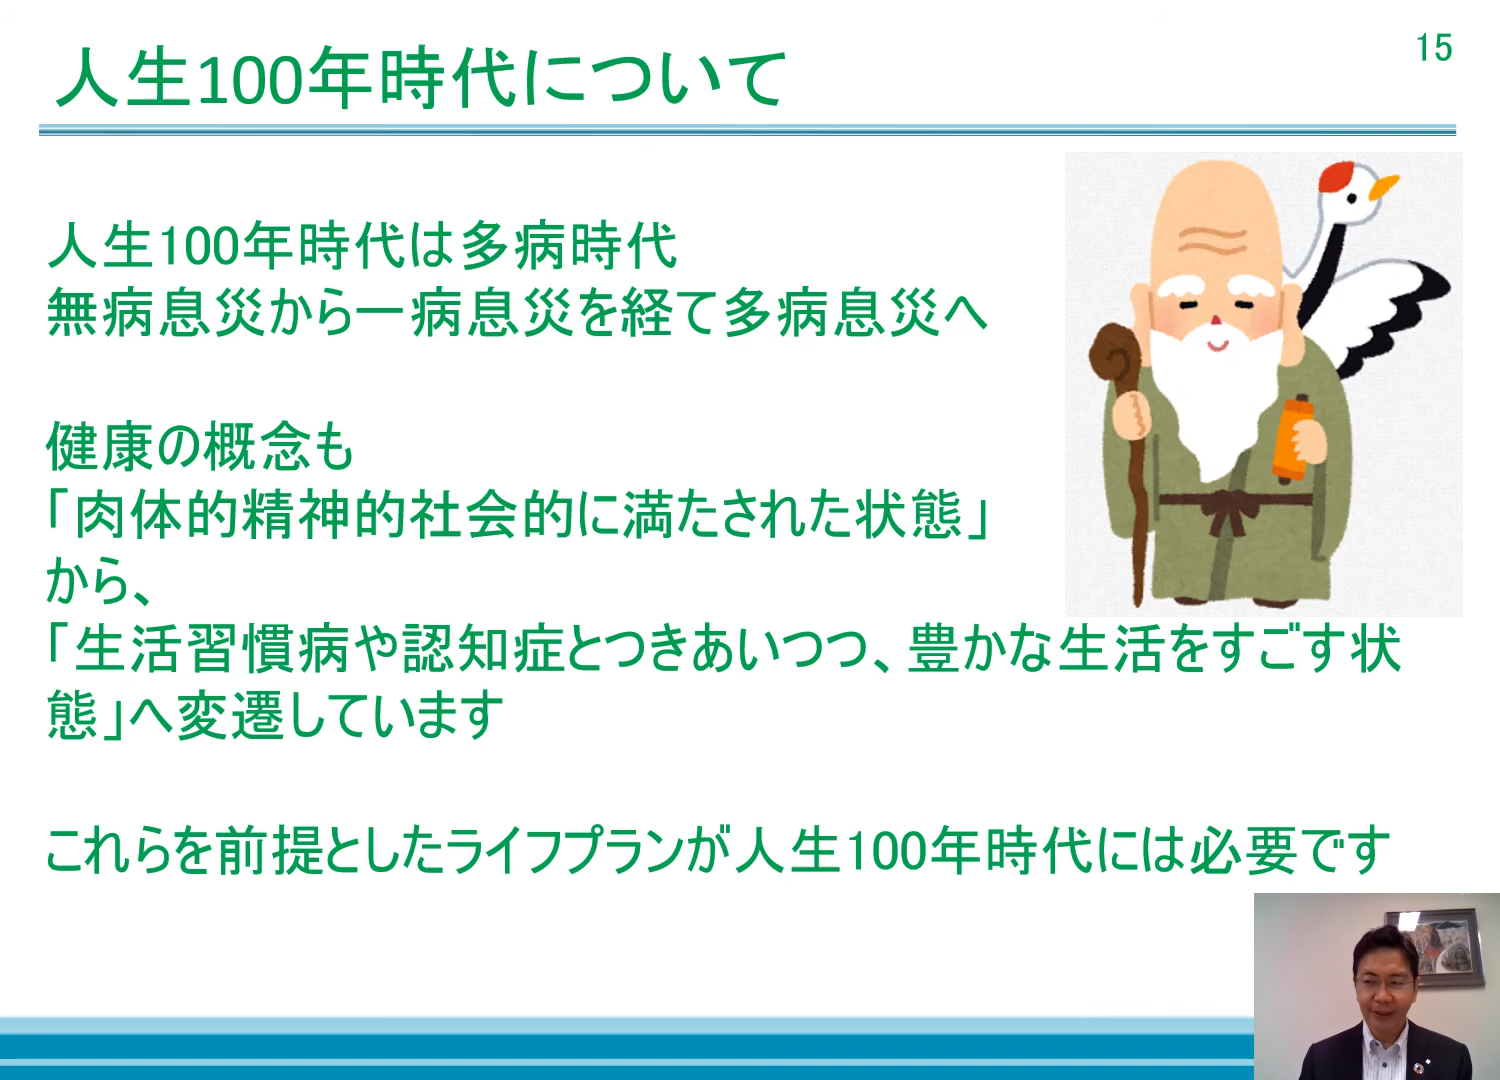 人生100年時代について
15
人生100年時代は多病時代
無病息災から一病息災を経て多病息災へ
健康の概念も
「肉体的精神的社会的に満たされた状態」
から、
「生活習慣病や認知症とつきあいつつ、豊かな生活をすごす状
態」へ変遷しています
これらを前提としたライフプランが人生100年時代には必要です